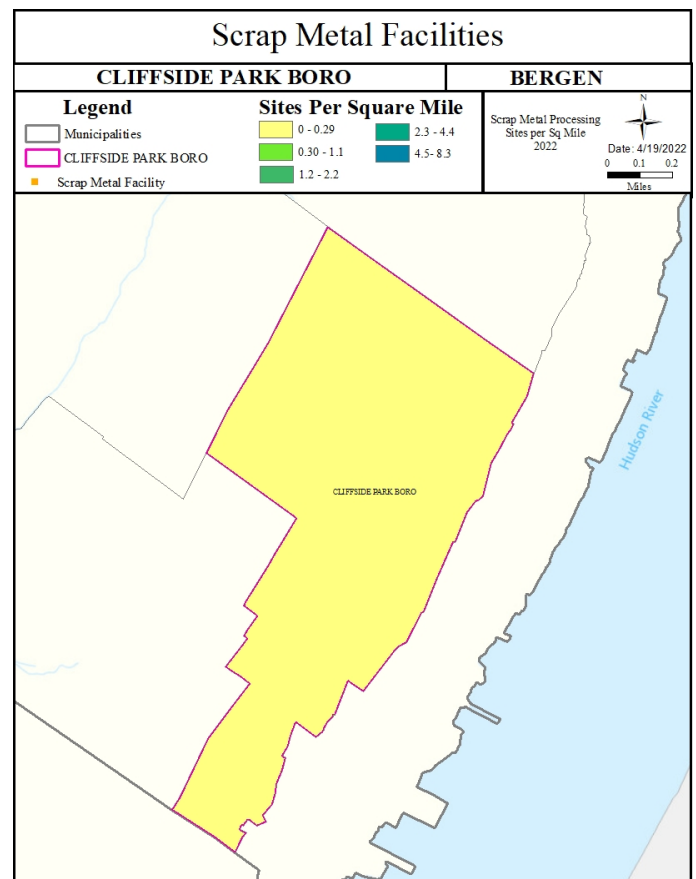 Scrap Metal Facilities
CLIFFSIDE PARK BORO
BERGEN
Legend
Municipalities
CLIFFSIDE PARK BORO
Scrap Metal Facility
Sites Per Square Mile
0 - 0.29
0.30 - 1.1
1.2 - 2.2
2.3 - 4.4
4.5- 8.3
Scrap Metal Processing
Sites per Sq Mile
2022
N
Date: 4/19/2022
0 0.1 0.2
Miles
Hudson River
CLIFFSIDE PARK BORO